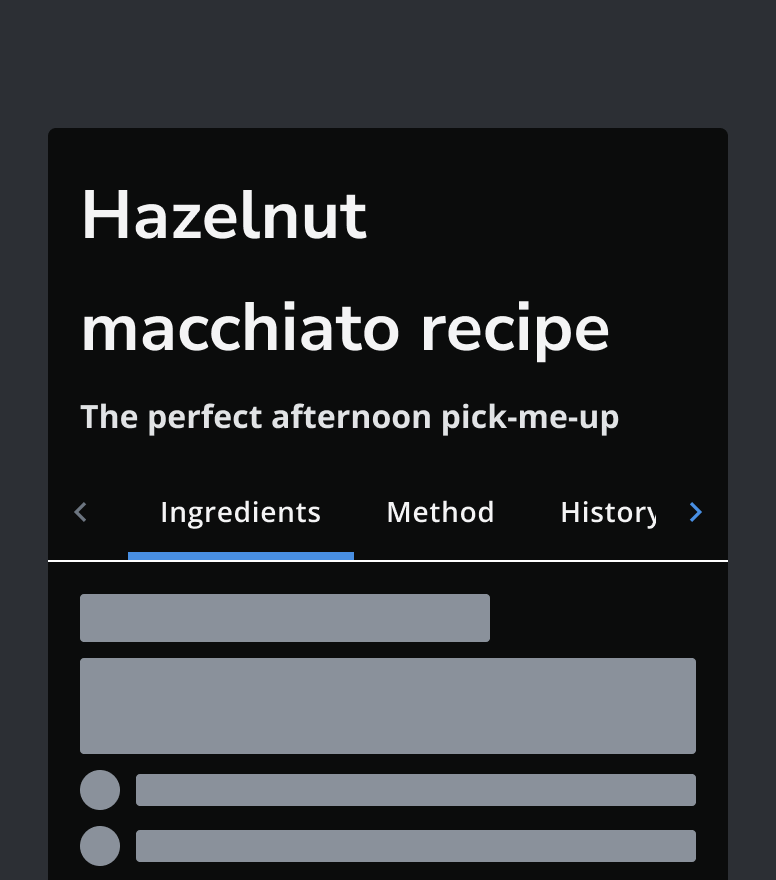 Hazelnut
macchiato recipe
The perfect afternoon pick-me-up
Ingredients Method History